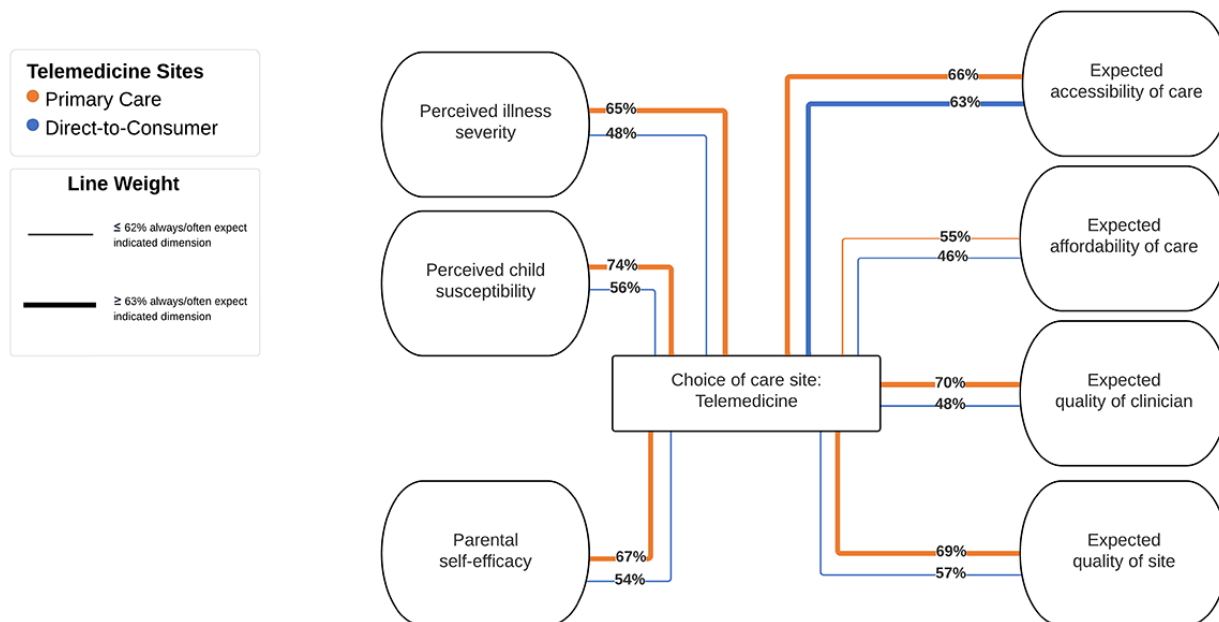 Telemedicine Sites
Primary Care
Direct-to-Consumer
Line Weight
≤ 62% always/often expect
indicated dimension
≥ 63% always/often expect
indicated dimension
Perceived illness
severity
65%
48%
Perceived child
susceptibility
74%
56%
Parental
self-efficacy
67%
54%
Choice of care site:
Telemedicine
66%
63%
Expected
accessibility of care
55%
46%
Expected
affordability of care
70%
48%
Expected
quality of clinician
69%
57%
Expected
quality of site